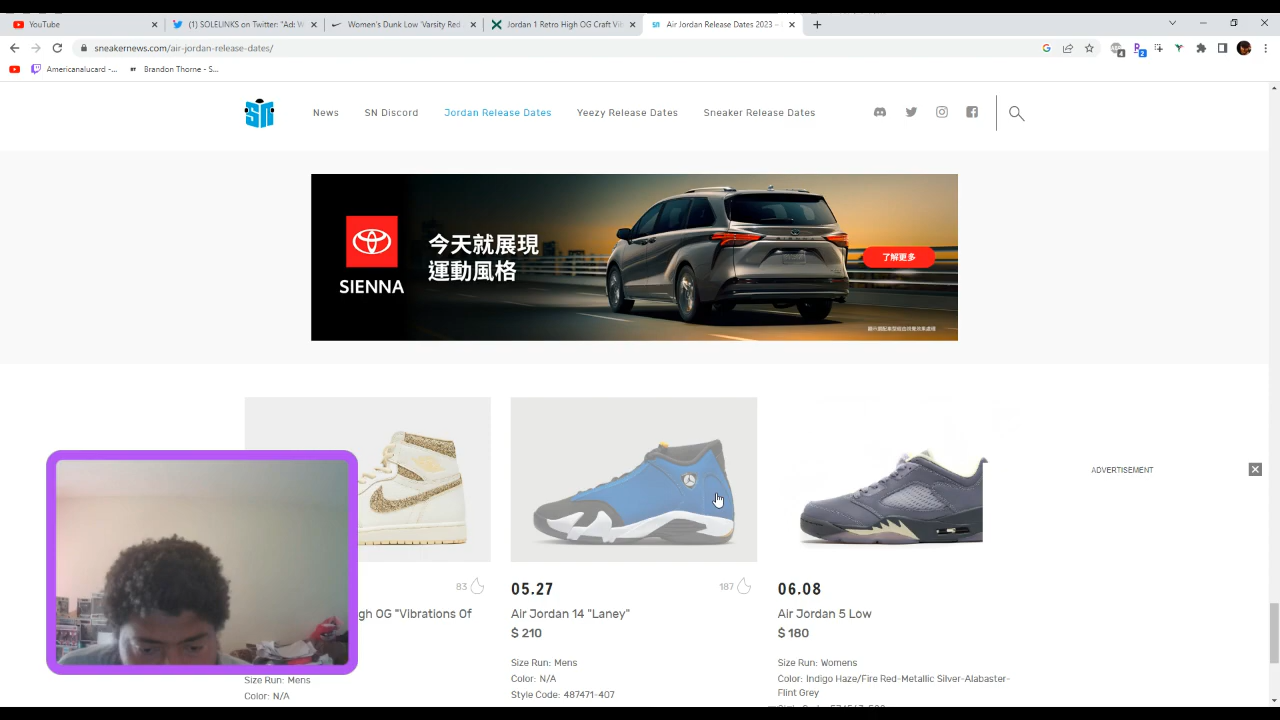 YouTube
(1) $OLELINKS on Twitter: "Ad: W
Women's Dunk Low 'Varsity Red
Jordan 1 Retro High OG Craft Vi
Air Jordan Release Dates 2023 –
sneakernews.com/air-jordan-release-dates/
Americanalucard -...
Brandon Thorne - S...
SN
News
SN Discord
Jordan Release Dates
Yeezy Release Dates
Sneaker Release Dates
SIENNA
今天就展現
運動風格
了解更多
ADVERTISEMENT
83
gh OG "Vibrations Of
Size Run: Mens
Color: N/A
05.27
187
Air Jordan 14 "Laney"
$ 210
Size Run: Mens
Color: N/A
Style Code: 487471-407
06.08
Air Jordan 5 Low
$ 180
Size Run: Womens
Color: Indigo Haze/Fire Red-Metallic Silver-Alabaster-
Flint Grey